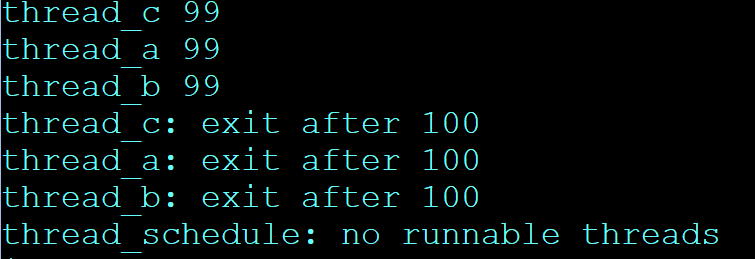 thread_c 99
thread_a 99
thread_b 99
thread_c: exit after 100
thread_a: exit after 100
thread_b: exit after 100
thread_schedule: no runnable threads